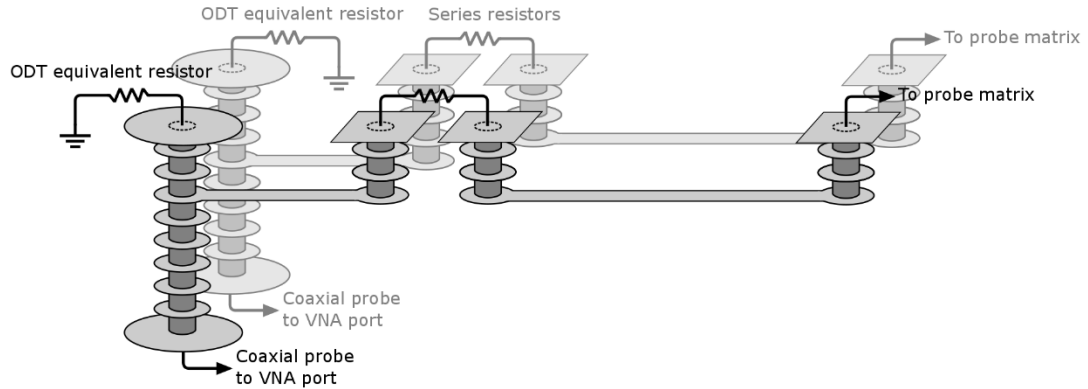 ODT equivalent resistor
Series resistors
To probe matrix
ODT equivalent resistor
To probe matrix
Coaxial probe
to VNA port
Coaxial probe
to VNA port